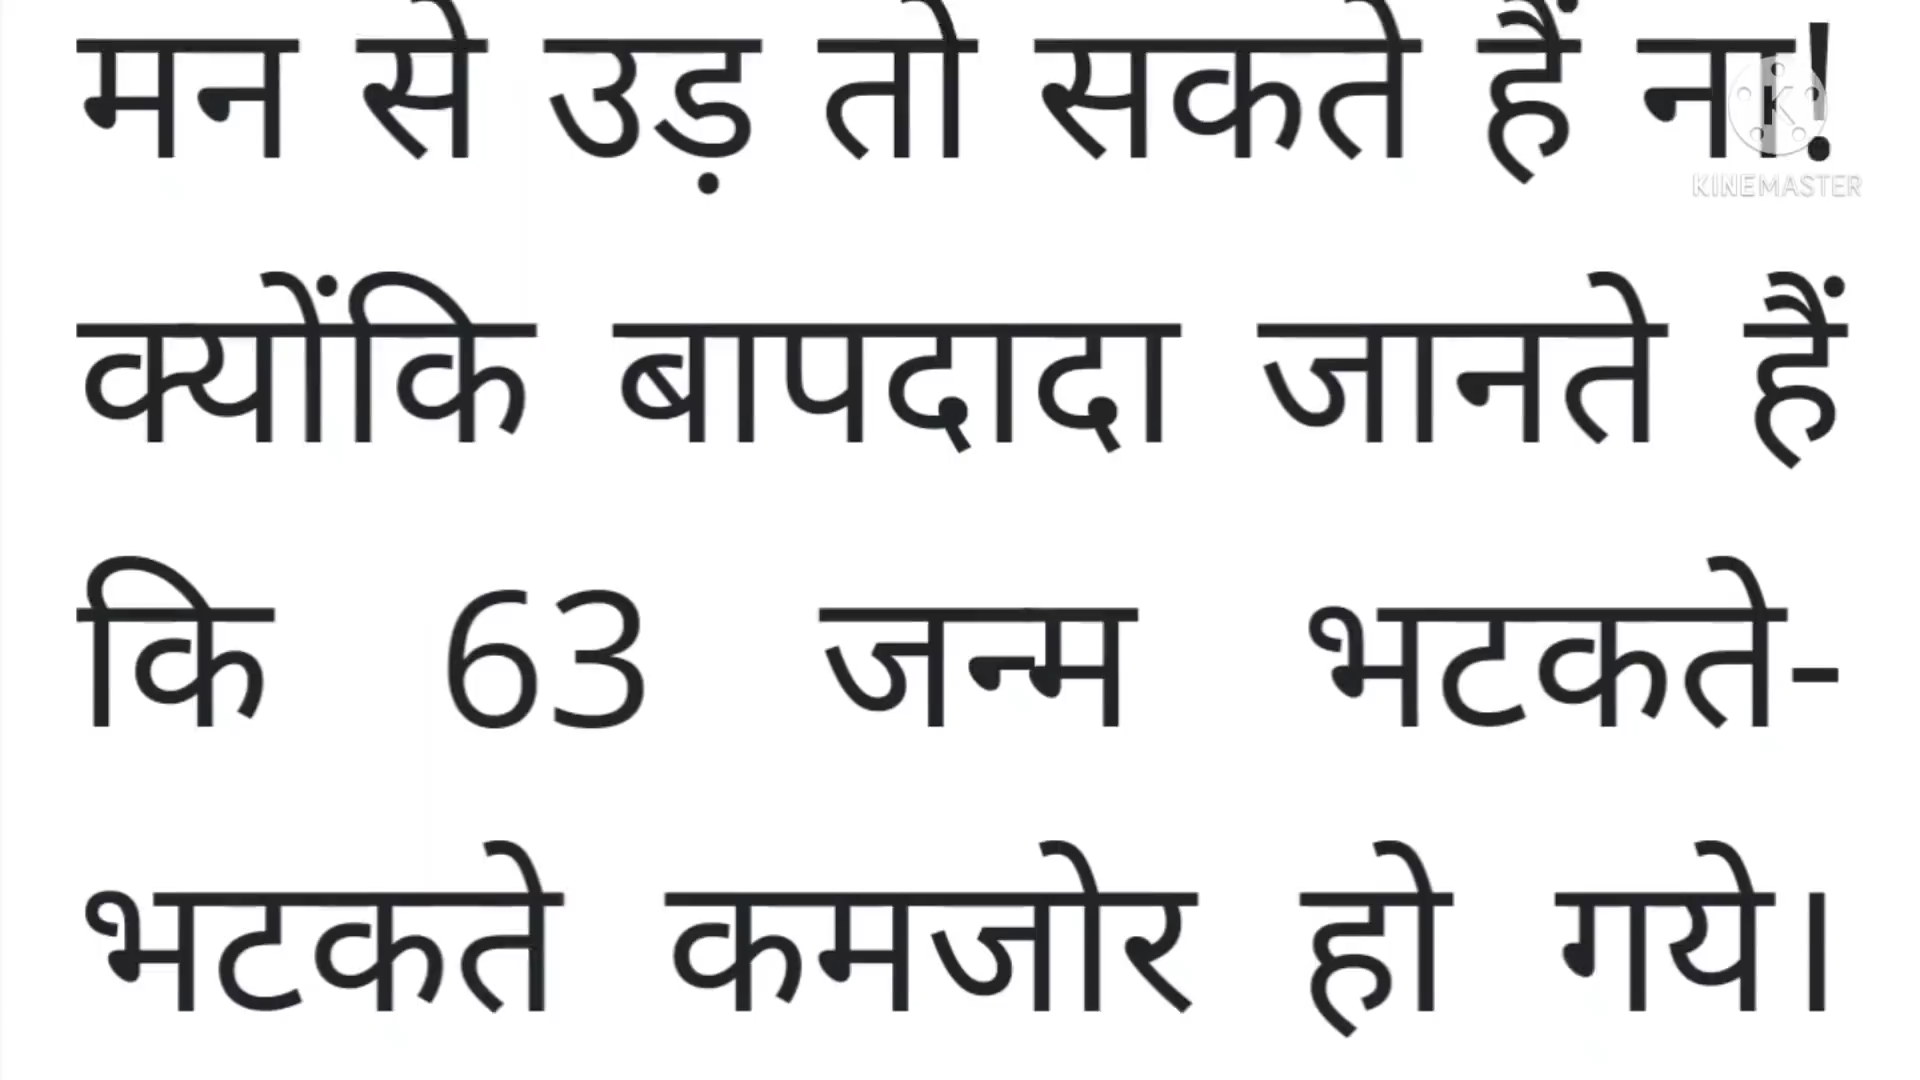 मन से उड़ तो सकते हैं ना!
KINEMASTER
क्योंकि बापदादा जानते हैं
कि 63 जन्म भटकते-
भटकते कमजोर हो गये।